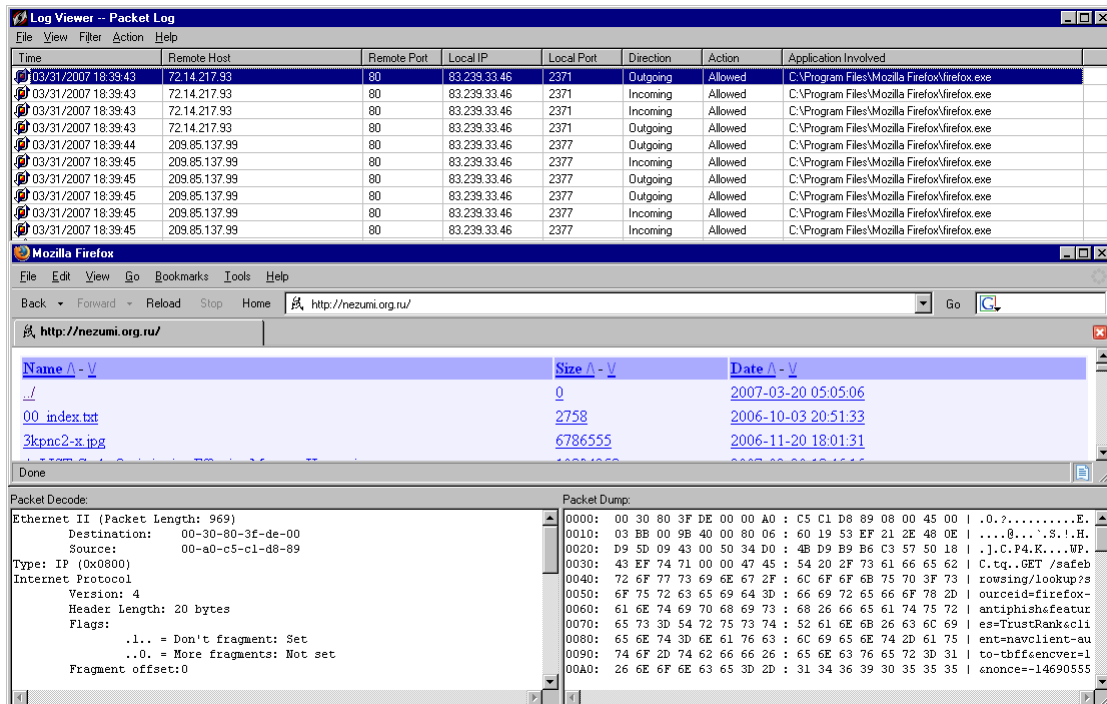 Log Viewer -- Packet Log
File View Filter Action Help
Time Remote Host Remote Port Local IP Local Port Direction Action Application Involved
03/31/2007 18:39:43 72.14.217.93 80 83.239.33.46 2371 Outgoing Allowed C:\Program Files\Mozilla Firefox\firefox.exe
03/31/2007 18:39:43 72.14.217.93 80 83.239.33.46 2371 Incoming Allowed C:\Program Files\Mozilla Firefox\firefox.exe
03/31/2007 18:39:43 72.14.217.93 80 83.239.33.46 2371 Incoming Allowed C:\Program Files\Mozilla Firefox\firefox.exe
03/31/2007 18:39:43 72.14.217.93 80 83.239.33.46 2371 Outgoing Allowed C:\Program Files\Mozilla Firefox\firefox.exe
03/31/2007 18:39:44 209.85.137.99 80 83.239.33.46 2377 Outgoing Allowed C:\Program Files\Mozilla Firefox\firefox.exe
03/31/2007 18:39:45 209.85.137.99 80 83.239.33.46 2377 Incoming Allowed C:\Program Files\Mozilla Firefox\firefox.exe
03/31/2007 18:39:45 209.85.137.99 80 83.239.33.46 2377 Outgoing Allowed C:\Program Files\Mozilla Firefox\firefox.exe
03/31/2007 18:39:45 209.85.137.99 80 83.239.33.46 2377 Outgoing Allowed C:\Program Files\Mozilla Firefox\firefox.exe
03/31/2007 18:39:45 209.85.137.99 80 83.239.33.46 2377 Incoming Allowed C:\Program Files\Mozilla Firefox\firefox.exe
03/31/2007 18:39:45 209.85.137.99 80 83.239.33.46 2377 Incoming Allowed C:\Program Files\Mozilla Firefox\firefox.exe
Mozilla Firefox
File Edit View Go Bookmarks Tools Help
Back Forward Reload Stop Home http://nezumi.org.ru/ Go G
http://nezumi.org.ru/
Name /\ - \/ Size /\ - \/ Date /\ - \/
../ 0 2007-03-20 05:05:06
00_index.txt 2758 2006-10-03 20:51:33
3kpnc2-x.jpg 6786555 2006-11-20 18:01:31
Done
Packet Decode:
Ethernet II (Packet Length: 969)
Destination: 00-30-80-3f-de-00
Source: 00-a0-c5-c1-d8-89
Type: IP (0x0800)
Internet Protocol
Version: 4
Header Length: 20 bytes
Flags:
.1.. = Don't fragment: Set
..0. = More fragments: Not set
Fragment offset:0
Packet Dump:
0000: 00 30 80 3F DE 00 00 A0 : C5 C1 D8 89 08 00 45 00 | .0.?..........E.
0010: 03 BB 00 9B 40 00 80 06 : 60 19 53 EF 21 2E 48 0E | ....@...`.S.!.H.
0020: D9 5D 09 43 00 50 34 D0 : 4B D9 B9 B6 C3 57 50 18 | .].C.P4.K....WP.
0030: 43 EF 74 71 00 00 47 45 : 54 20 2F 73 61 66 65 62 | C.tq..GET /safeb
0040: 72 6F 77 73 69 6E 67 2F : 6C 6F 6F 6B 75 70 3F 73 | rowsing/lookup?s
0050: 6F 75 72 63 65 69 64 3D : 66 69 72 65 66 6F 78 2D | ourceid=firefox-
0060: 61 6E 74 69 70 68 69 73 : 68 26 66 65 61 74 75 72 | antiphish&featur
0070: 65 73 3D 54 72 75 73 74 : 52 61 6E 6B 26 63 6C 69 | es=TrustRank&cli
0080: 65 6E 74 3D 6E 61 76 63 : 6C 69 65 6E 74 2D 61 75 | ent=navclient-au
0090: 74 6F 2D 74 62 66 66 26 : 65 6E 63 76 65 72 3D 31 | to-tbff&encver=1
00A0: 26 6E 6F 6E 63 65 3D 2D : 31 34 36 39 30 35 35 35 | &nonce=-14690555